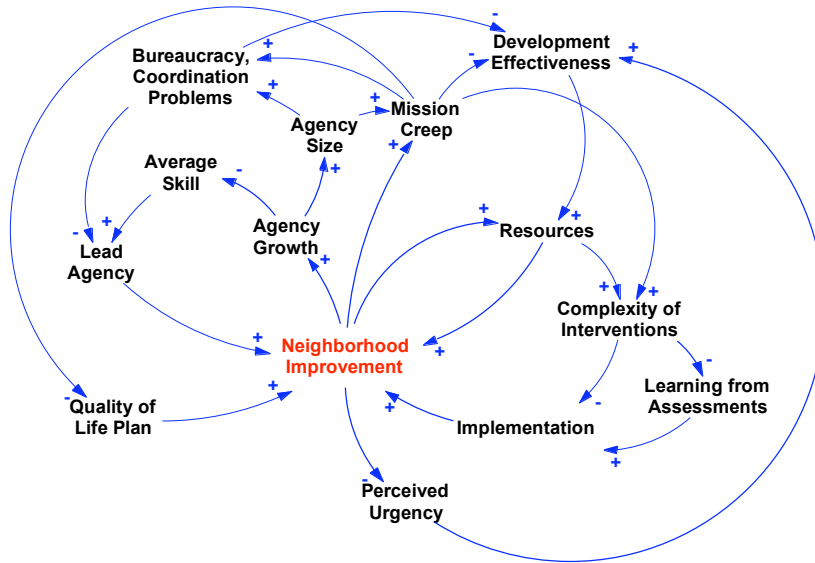 Bureaucracy,
Coordination
Problems
Development
Effectiveness
Mission
Creep
Agency
Size
Average
Skill
Agency
Growth
Resources
Lead
Agency
Complexity of
Interventions
Neighborhood
Improvement
Learning from
Assessments
Quality of
Life Plan
Implementation
Perceived
Urgency